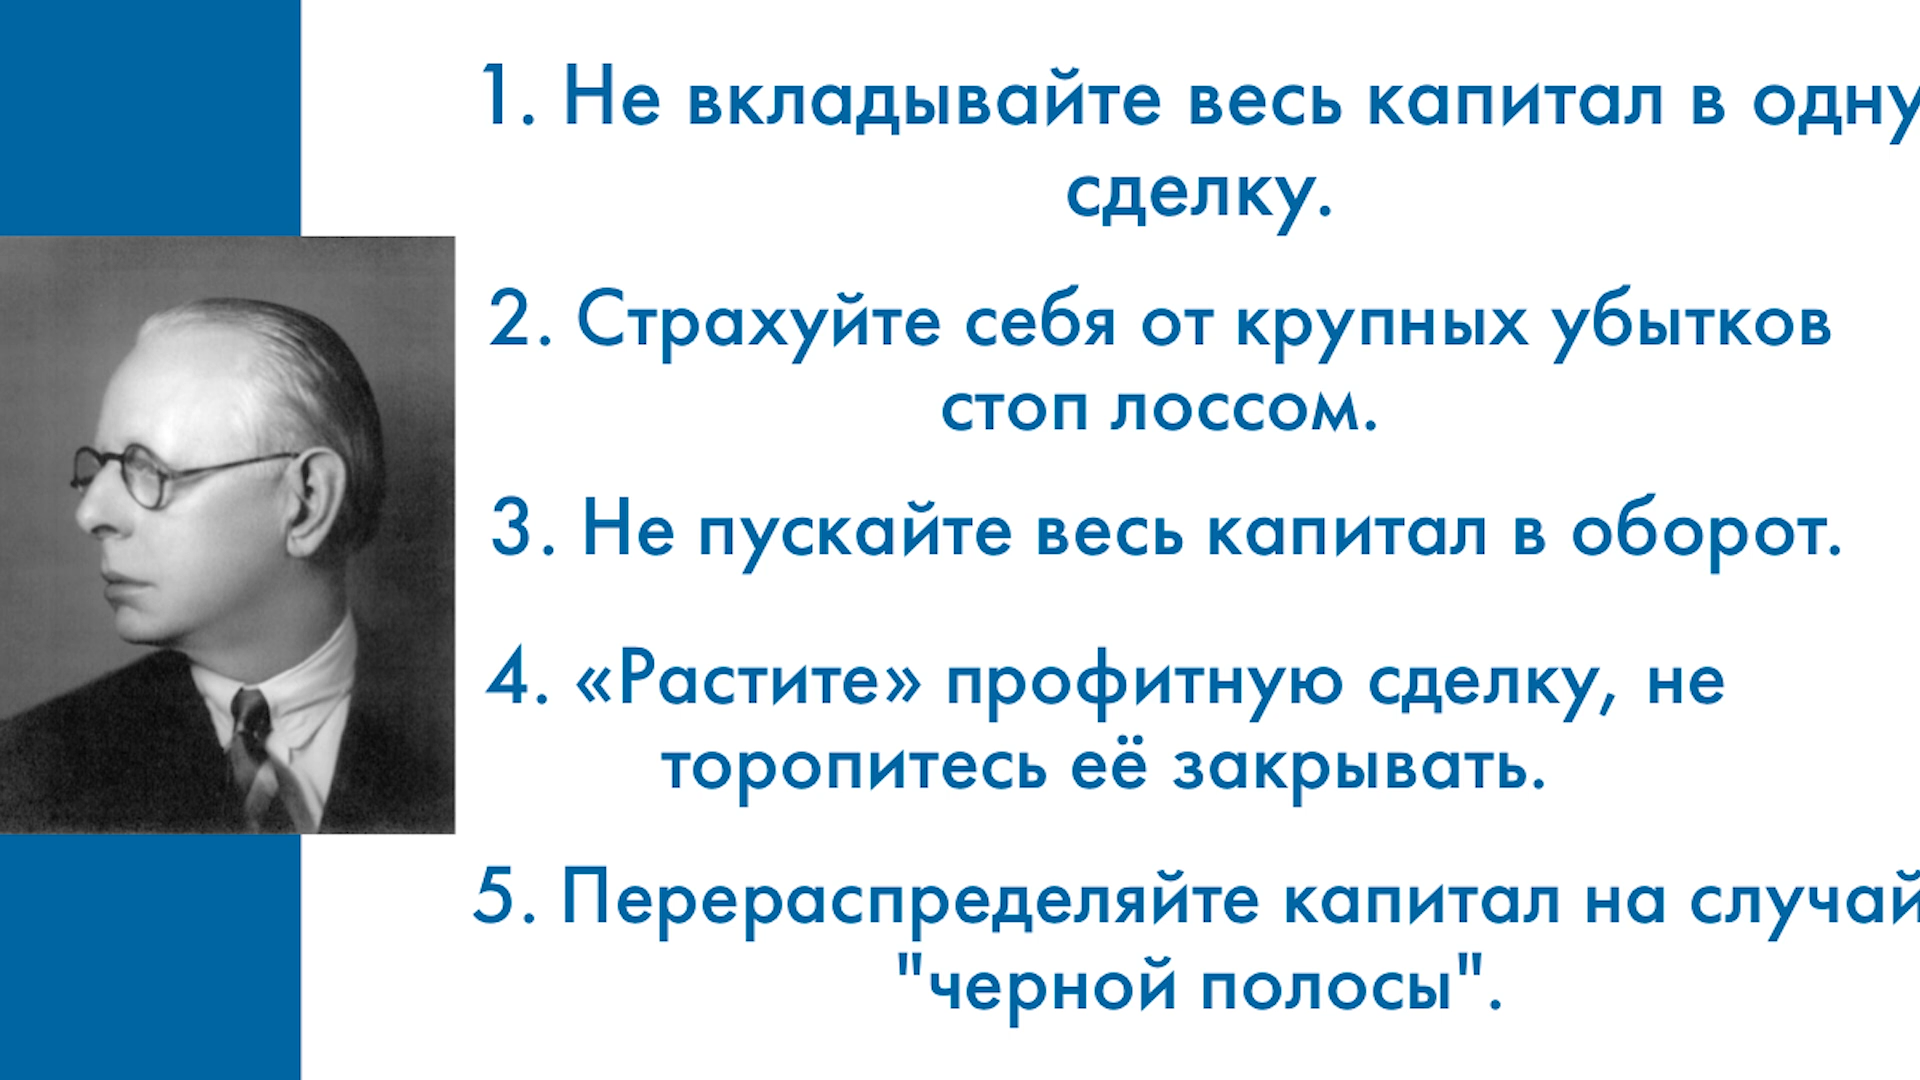 1. Не вкладывайте весь капитал в одну
сделку.
2. Страхуйте себя от крупных убытков
стоп лоссом.
3. Не пускайте весь капитал в оборот.
4. «Растите» профитную сделку, не
торопитесь её закрывать.
5. Перераспределяйте капитал на случай
"черной полосы".